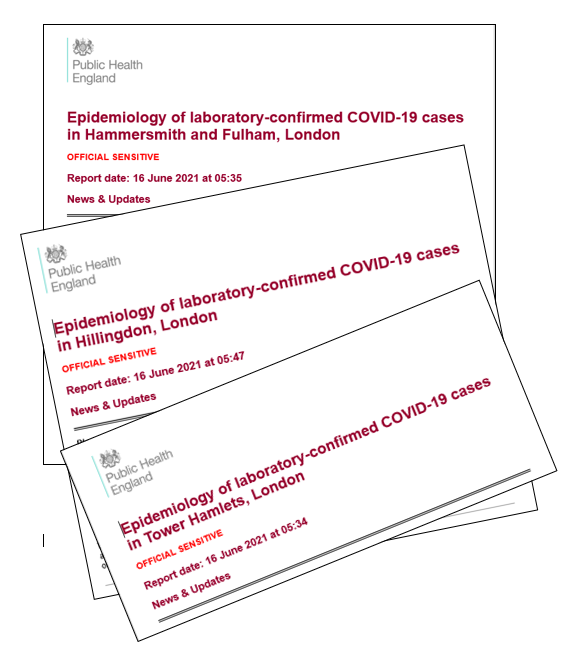 Public Health
England
Epidemiology of laboratory-confirmed COVID-19 cases
in Hammersmith and Fulham, London
OFFICIAL SENSITIVE
Report date: 16 June 2021 at 05:35
News & Updates
Public Health
England
Epidemiology of laboratory-confirmed COVID-19 cases
in Hillingdon, London
OFFICIAL SENSITIVE
Report date: 16 June 2021 at 05:47
News & Updates
Public Health
England
Epidemiology of laboratory-confirmed COVID-19 cases
in Tower Hamlets, London
OFFICIAL SENSITIVE
Report date: 16 June 2021 at 05:34
News & Updates